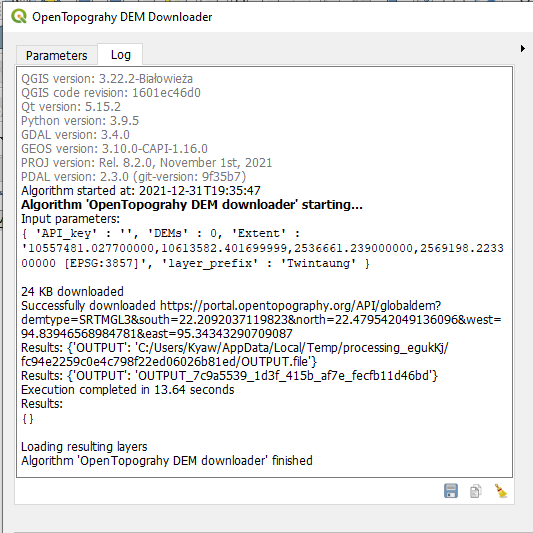 OpenTopograhy DEM Downloader
Parameters
Log
QGIS version: 3.22.2-Białowieża
QGIS code revision: 1601ec46d0
Qt version: 5.15.2
Python version: 3.9.5
GDAL version: 3.4.0
GEOS version: 3.10.0-CAPI-1.16.0
PROJ version: Rel. 8.2.0, November 1st, 2021
PDAL version: 2.3.0 (git-version: 9f35b7)
Algorithm started at: 2021-12-31T19:35:47
Algorithm 'OpenTopograhy DEM downloader' starting...
Input parameters:
{ 'API_key' : '', 'DEMs' : 0, 'Extent' :
'10557481.027700000,10613582.401699999,2536661.239000000,2569198.2233
00000 [EPSG:3857]', 'layer_prefix' : 'Twintaung' }
24 KB downloaded
Successfully downloaded https://portal.opentopography.org/API/globaldem?
demtype=SRTMGL3&south=22.2092037119823&north=22.479542049136096&west=
94.83946568984781&east=95.34343290709087
Results: {'OUTPUT': 'C:/Users/Kyaw/AppData/Local/Temp/processing_egukKj/
fc94e2259c0e4c798f22ed06026b81ed/OUTPUT.file'}
Results: {'OUTPUT': 'OUTPUT_7c9a5539_1d3f_415b_af7e_fecfb11d46bd'}
Execution completed in 13.64 seconds
Results:
{}
Loading resulting layers
Algorithm 'OpenTopograhy DEM downloader' finished